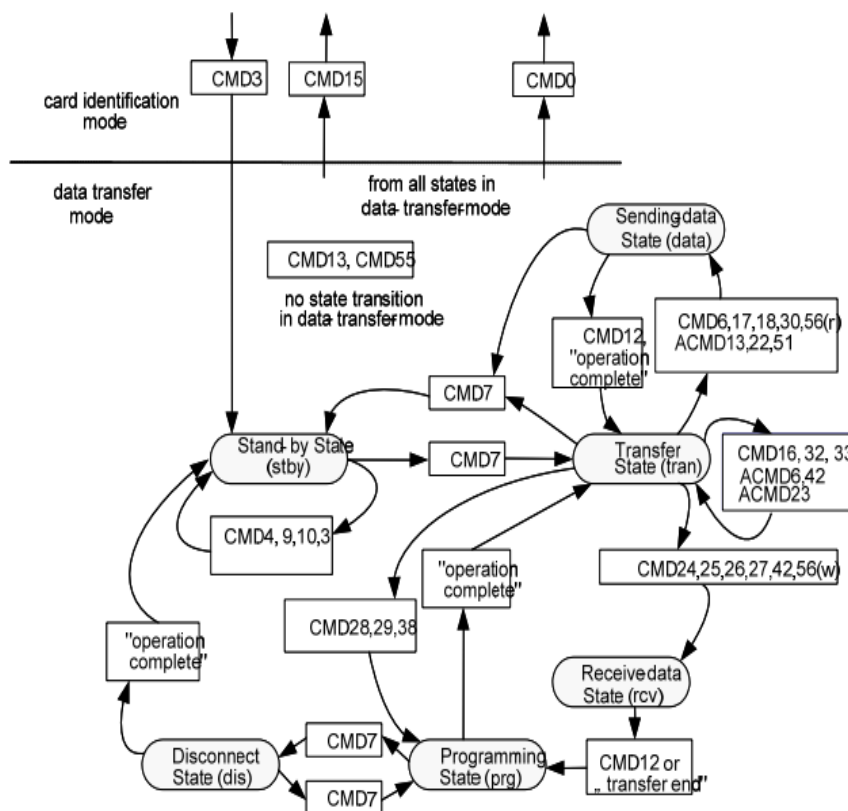 CMD3
CMD15
CMD0
card identification
mode
data transfer
mode
from all states in
data-transfer-mode
Sending-data
State (data)
CMD13, CMD55
no state transition
in data-transfer-mode
CMD12,
"operation
complete"
CMD6,17,18,30,56(r)
ACMD13,22,51
CMD7
Stand-by State
(stby)
CMD7
Transfer
State (tran)
CMD16, 32, 33
ACMD6,42
ACMD23
CMD4, 9,10,3
"operation
complete"
CMD24,25,26,27,42,56(w)
CMD28,29,38
"operation
complete"
Receive-data
State (rcv)
CMD7
Disconnect
State (dis)
Programming
State (prg)
CMD12 or
„ transfer end"
CMD7